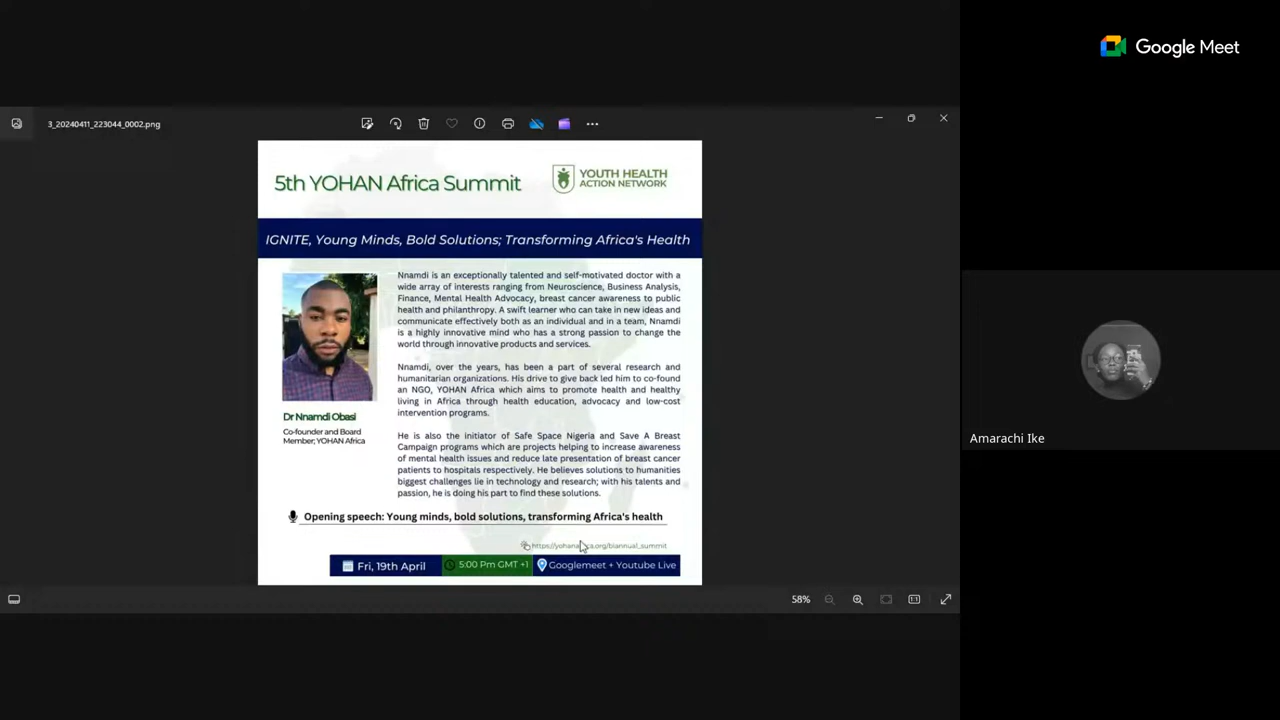 Google Meet
3_20240411_223044_0002.png
5th YOHAN Africa Summit
YOUTH HEALTH
ACTION NETWORK
IGNITE, Young Minds, Bold Solutions; Transforming Africa's Health
Nnamdi is an exceptionally talented and self-motivated doctor with a
wide array of interests ranging from Neuroscience, Business Analysis,
Finance, Mental Health Advocacy, breast cancer awareness to public
health and philanthropy. A swift learner who can take in new ideas and
communicate effectively both as an individual and in a team, Nnamdi
is a highly innovative mind who has a strong passion to change the
world through innovative products and services.
Nnamdi, over the years, has been a part of several research and
humanitarian organizations. His drive to give back led him to co-found
an NGO, YOHAN Africa which aims to promote health and healthy
living in Africa through health education, advocacy and low-cost
intervention programs.
He is also the initiator of Safe Space Nigeria and Save A Breast
Campaign programs which are projects helping to increase awareness
of mental health issues and reduce late presentation of breast cancer
patients to hospitals respectively. He believes solutions to humanities
biggest challenges lie in technology and research; with his talents and
passion, he is doing his part to find these solutions.
Dr Nnamdi Obasi
Co-founder and Board
Member; YOHAN Africa
Opening speech: Young minds, bold solutions, transforming Africa's health
Fri, 19th April
5:00 Pm GMT +1
Googlemeet + Youtube Live
58%
Amarachi Ike